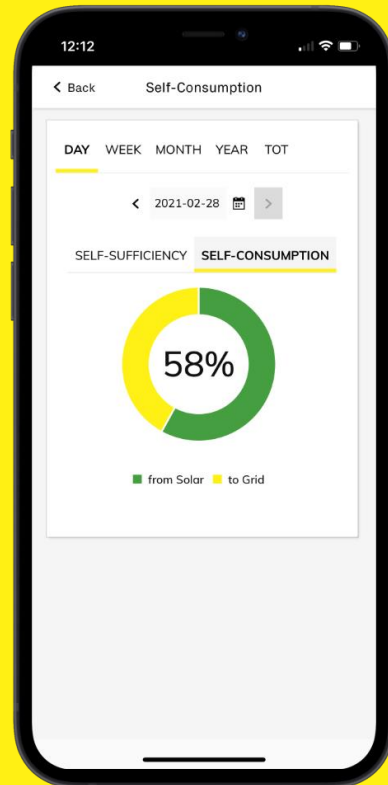 12:12
Back Self-Consumption
DAY WEEK MONTH YEAR TOT
2021-02-28
SELF-SUFFICIENCY SELF-CONSUMPTION
58%
from Solar to Grid